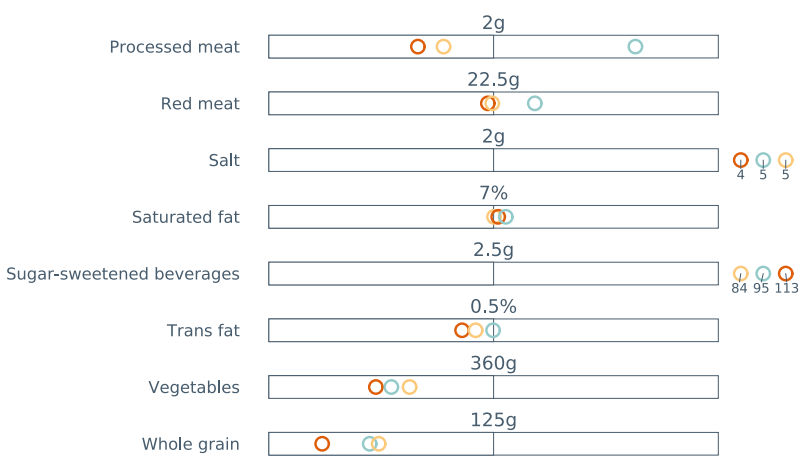 2g
Processed meat
22.5g
Red meat
2g
Salt
4 5 5
7%
Saturated fat
2.5g
Sugar-sweetened beverages
84 95 113
0.5%
Trans fat
360g
Vegetables
125g
Whole grain